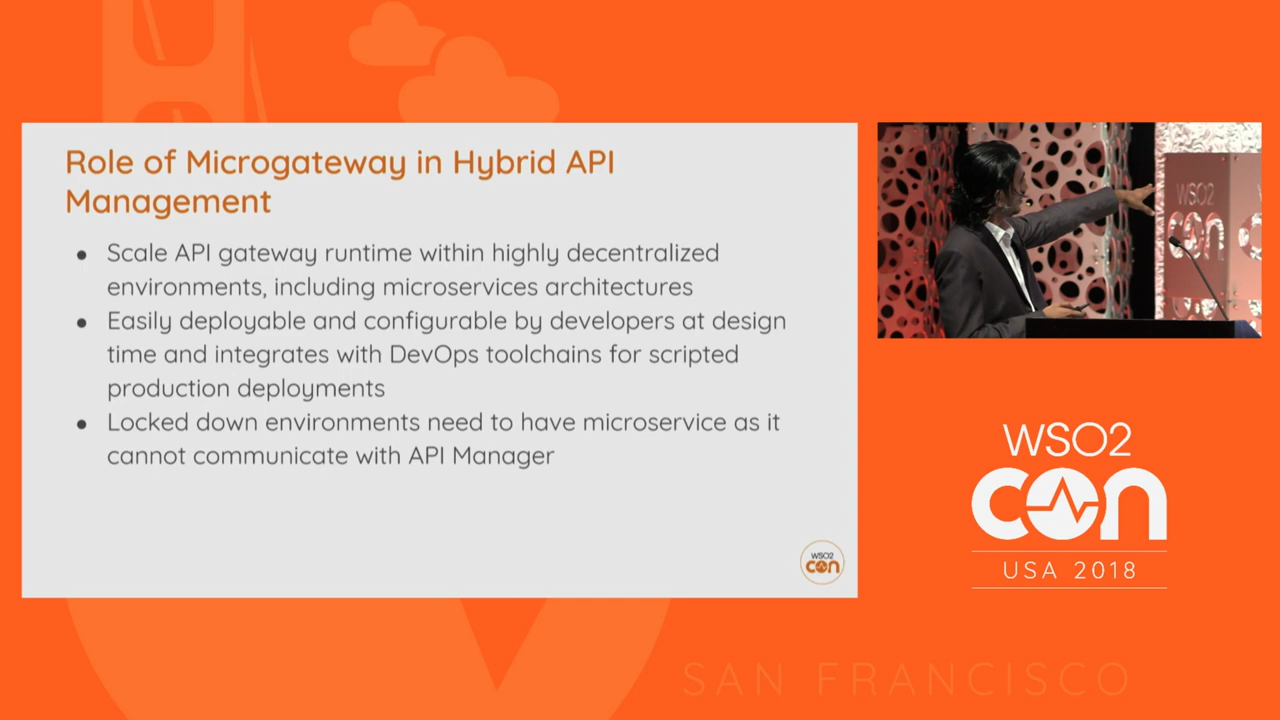 Role of Microgateway in Hybrid API
Management
● Scale API gateway runtime within highly decentralized
environments, including microservices architectures
● Easily deployable and configurable by developers at design
time and integrates with DevOps toolchains for scripted
production deployments
● Locked down environments need to have microservice as it
cannot communicate with API Manager
WSO2
con
WSO2
con
WSO2
con
USA 2018
SAN FRANCISCO